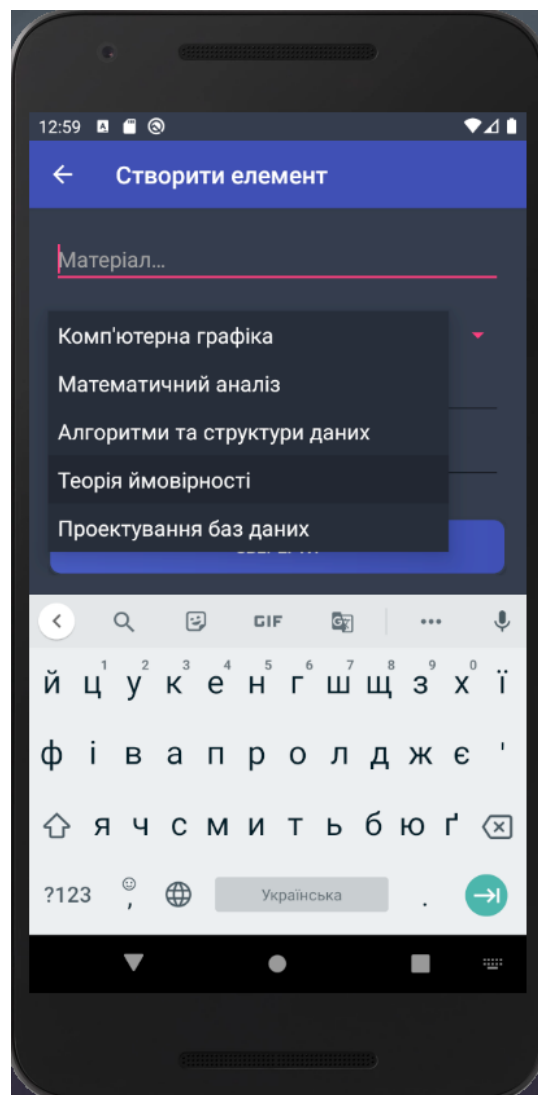 12:59
Створити елемент
Матеріал...
Комп'ютерна графіка
Математичний аналіз
Алгоритми та структури даних
Теорія ймовірності
Проектування баз даних
GIF
1 2 3 4 5 6 7 8 9 0
й ц у к е н г ш щ з х ї
ф і в а п р о л д ж є '
я ч с м и т ь б ю ґ
?123 , Українська .